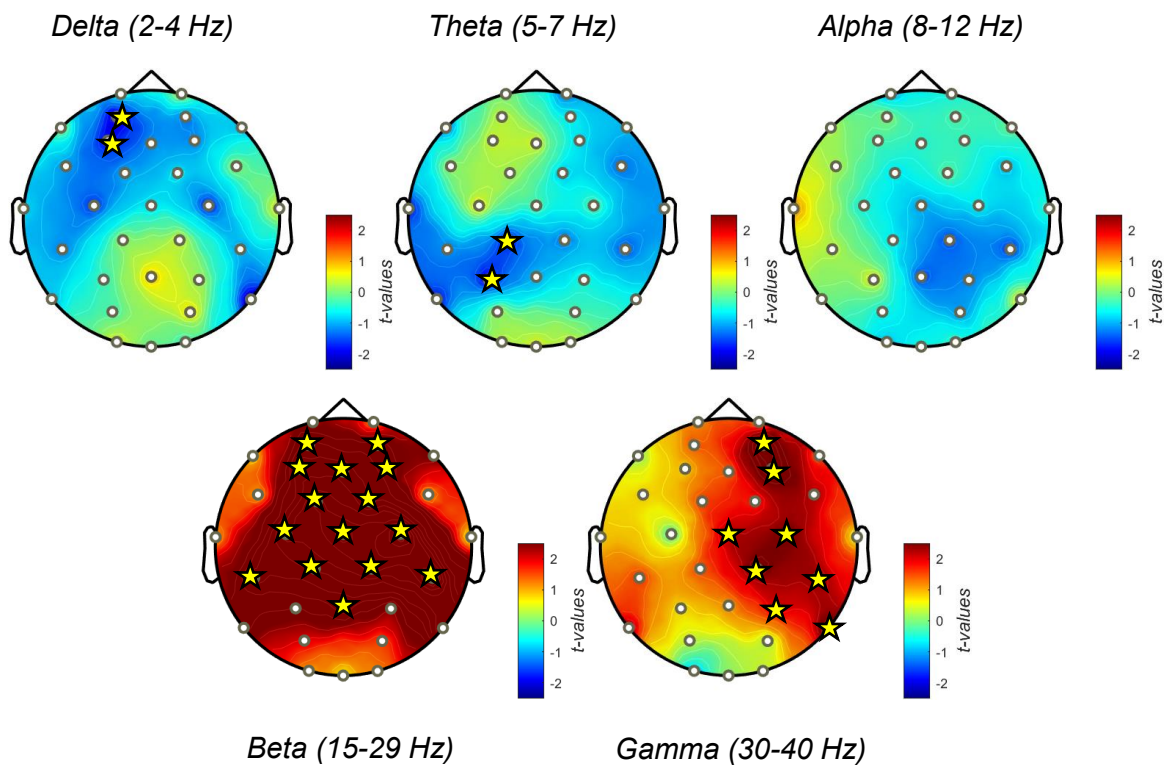 Delta (2-4 Hz)
Theta (5-7 Hz)
Alpha (8-12 Hz)
2
1
0
-1
-2
t-values
2
1
0
-1
-2
t-values
2
1
0
-1
-2
t-values
2
1
0
-1
-2
t-values
2
1
0
-1
-2
t-values
Beta (15-29 Hz)
Gamma (30-40 Hz)